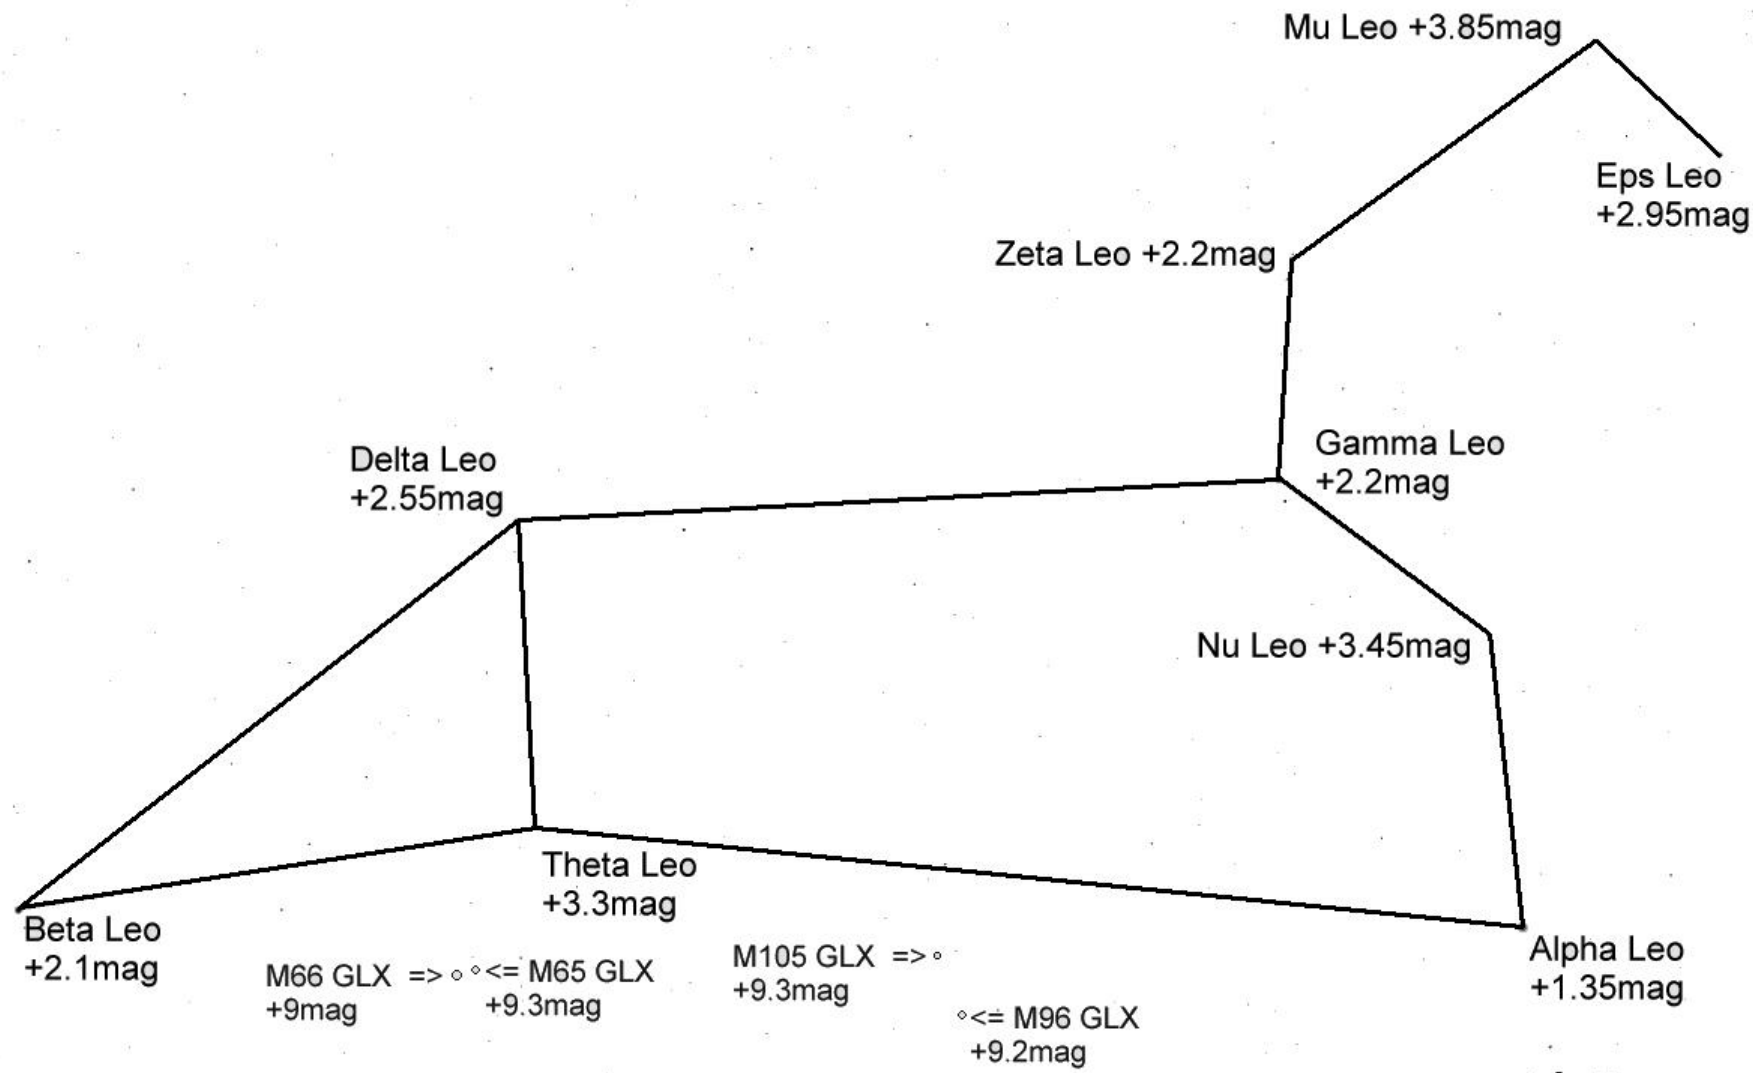 Mu Leo +3.85mag
Eps Leo
+2.95mag
Zeta Leo +2.2mag
Gamma Leo
+2.2mag
Delta Leo
+2.55mag
Nu Leo +3.45mag
Theta Leo
+3.3mag
Beta Leo
+2.1mag
Alpha Leo
+1.35mag
M66 GLX =>
+9mag
<= M65 GLX
+9.3mag
M105 GLX =>
+9.3mag
<= M96 GLX
+9.2mag